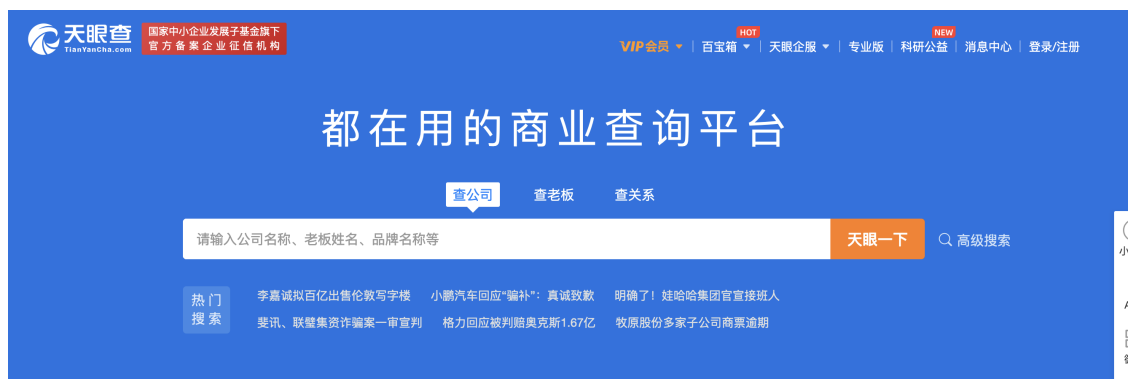 天眼查
TianYanCha.com
国家中小企业发展子基金旗下
官方备案企业征信机构
VIP会员
百宝箱
HOT
天眼企服
专业版
科研公益
NEW
消息中心
登录/注册
都在用的商业查询平台
查公司
查老板
查关系
请输入公司名称、老板姓名、品牌名称等
天眼一下
高级搜索
小
热门
搜索
李嘉诚拟百亿出售伦敦写字楼
小鹏汽车回应“骗补”：真诚致歉
明确了！娃哈哈集团官宣接班人
斐讯、联璧集资诈骗案一审宣判
格力回应被判赔奥克斯1.67亿
牧原股份多家子公司商票逾期